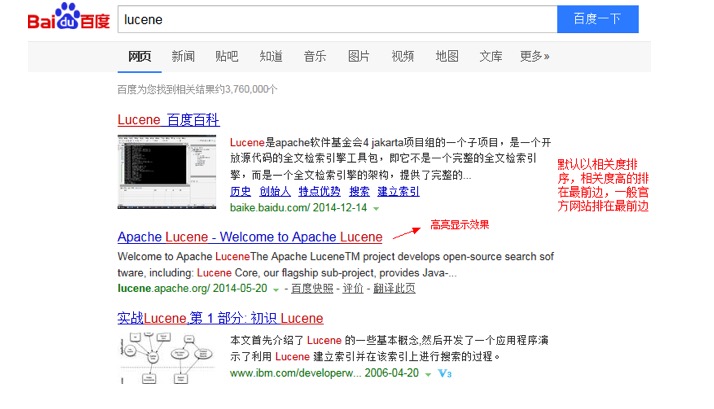 Bai du 百度
lucene
百度一下
网页 新闻 贴吧 知道 音乐 图片 视频 地图 文库 更多»
百度为您找到相关结果约3,760,000个
Lucene_百度百科
Lucene是apache软件基金会4 jakarta项目组的一个子项目，是一个开
放源代码的全文检索引擎工具包，即它不是一个完整的全文检索引
擎，而是一个全文检索引擎的架构，提供了完整的...
历史 创始人 特点优势 搜索 建立索引
baike.baidu.com/ 2014-12-14
默认以相关度排
序，相关度高的排
在最前边，一般官
方网站排在最前边
高亮显示效果
Apache Lucene - Welcome to Apache Lucene
Welcome to Apache LuceneThe Apache LuceneTM project develops open-source search sof
tware, including: Lucene Core, our flagship sub-project, provides Java-...
lucene.apache.org/ 2014-05-20 - 百度快照 - 评价 - 翻译此页
实战Lucene,第 1 部分: 初识 Lucene
本文首先介绍了 Lucene 的一些基本概念,然后开发了一个应用程序演
示了利用 Lucene 建立索引并在该索引上进行搜索的过程。
www.ibm.com/developerw... 2006-04-20 V3